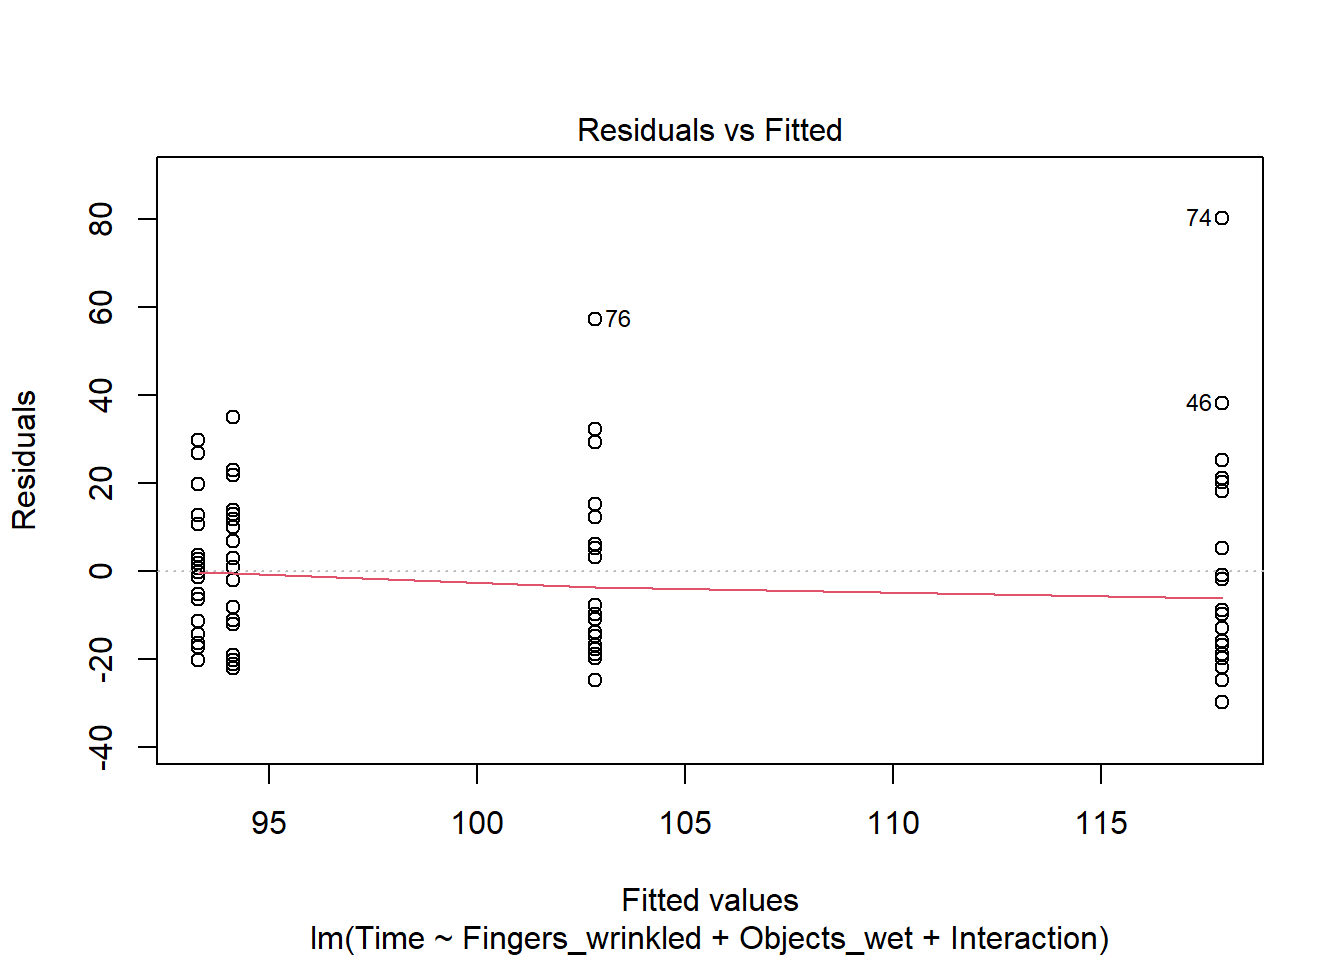 Residuals vs Fitted
Residuals
80
60
40
20
0
-20
-40
74
76
46
95 100 105 110 115
Fitted values
lm(Time ~ Fingers_wrinkled + Objects_wet + Interaction)